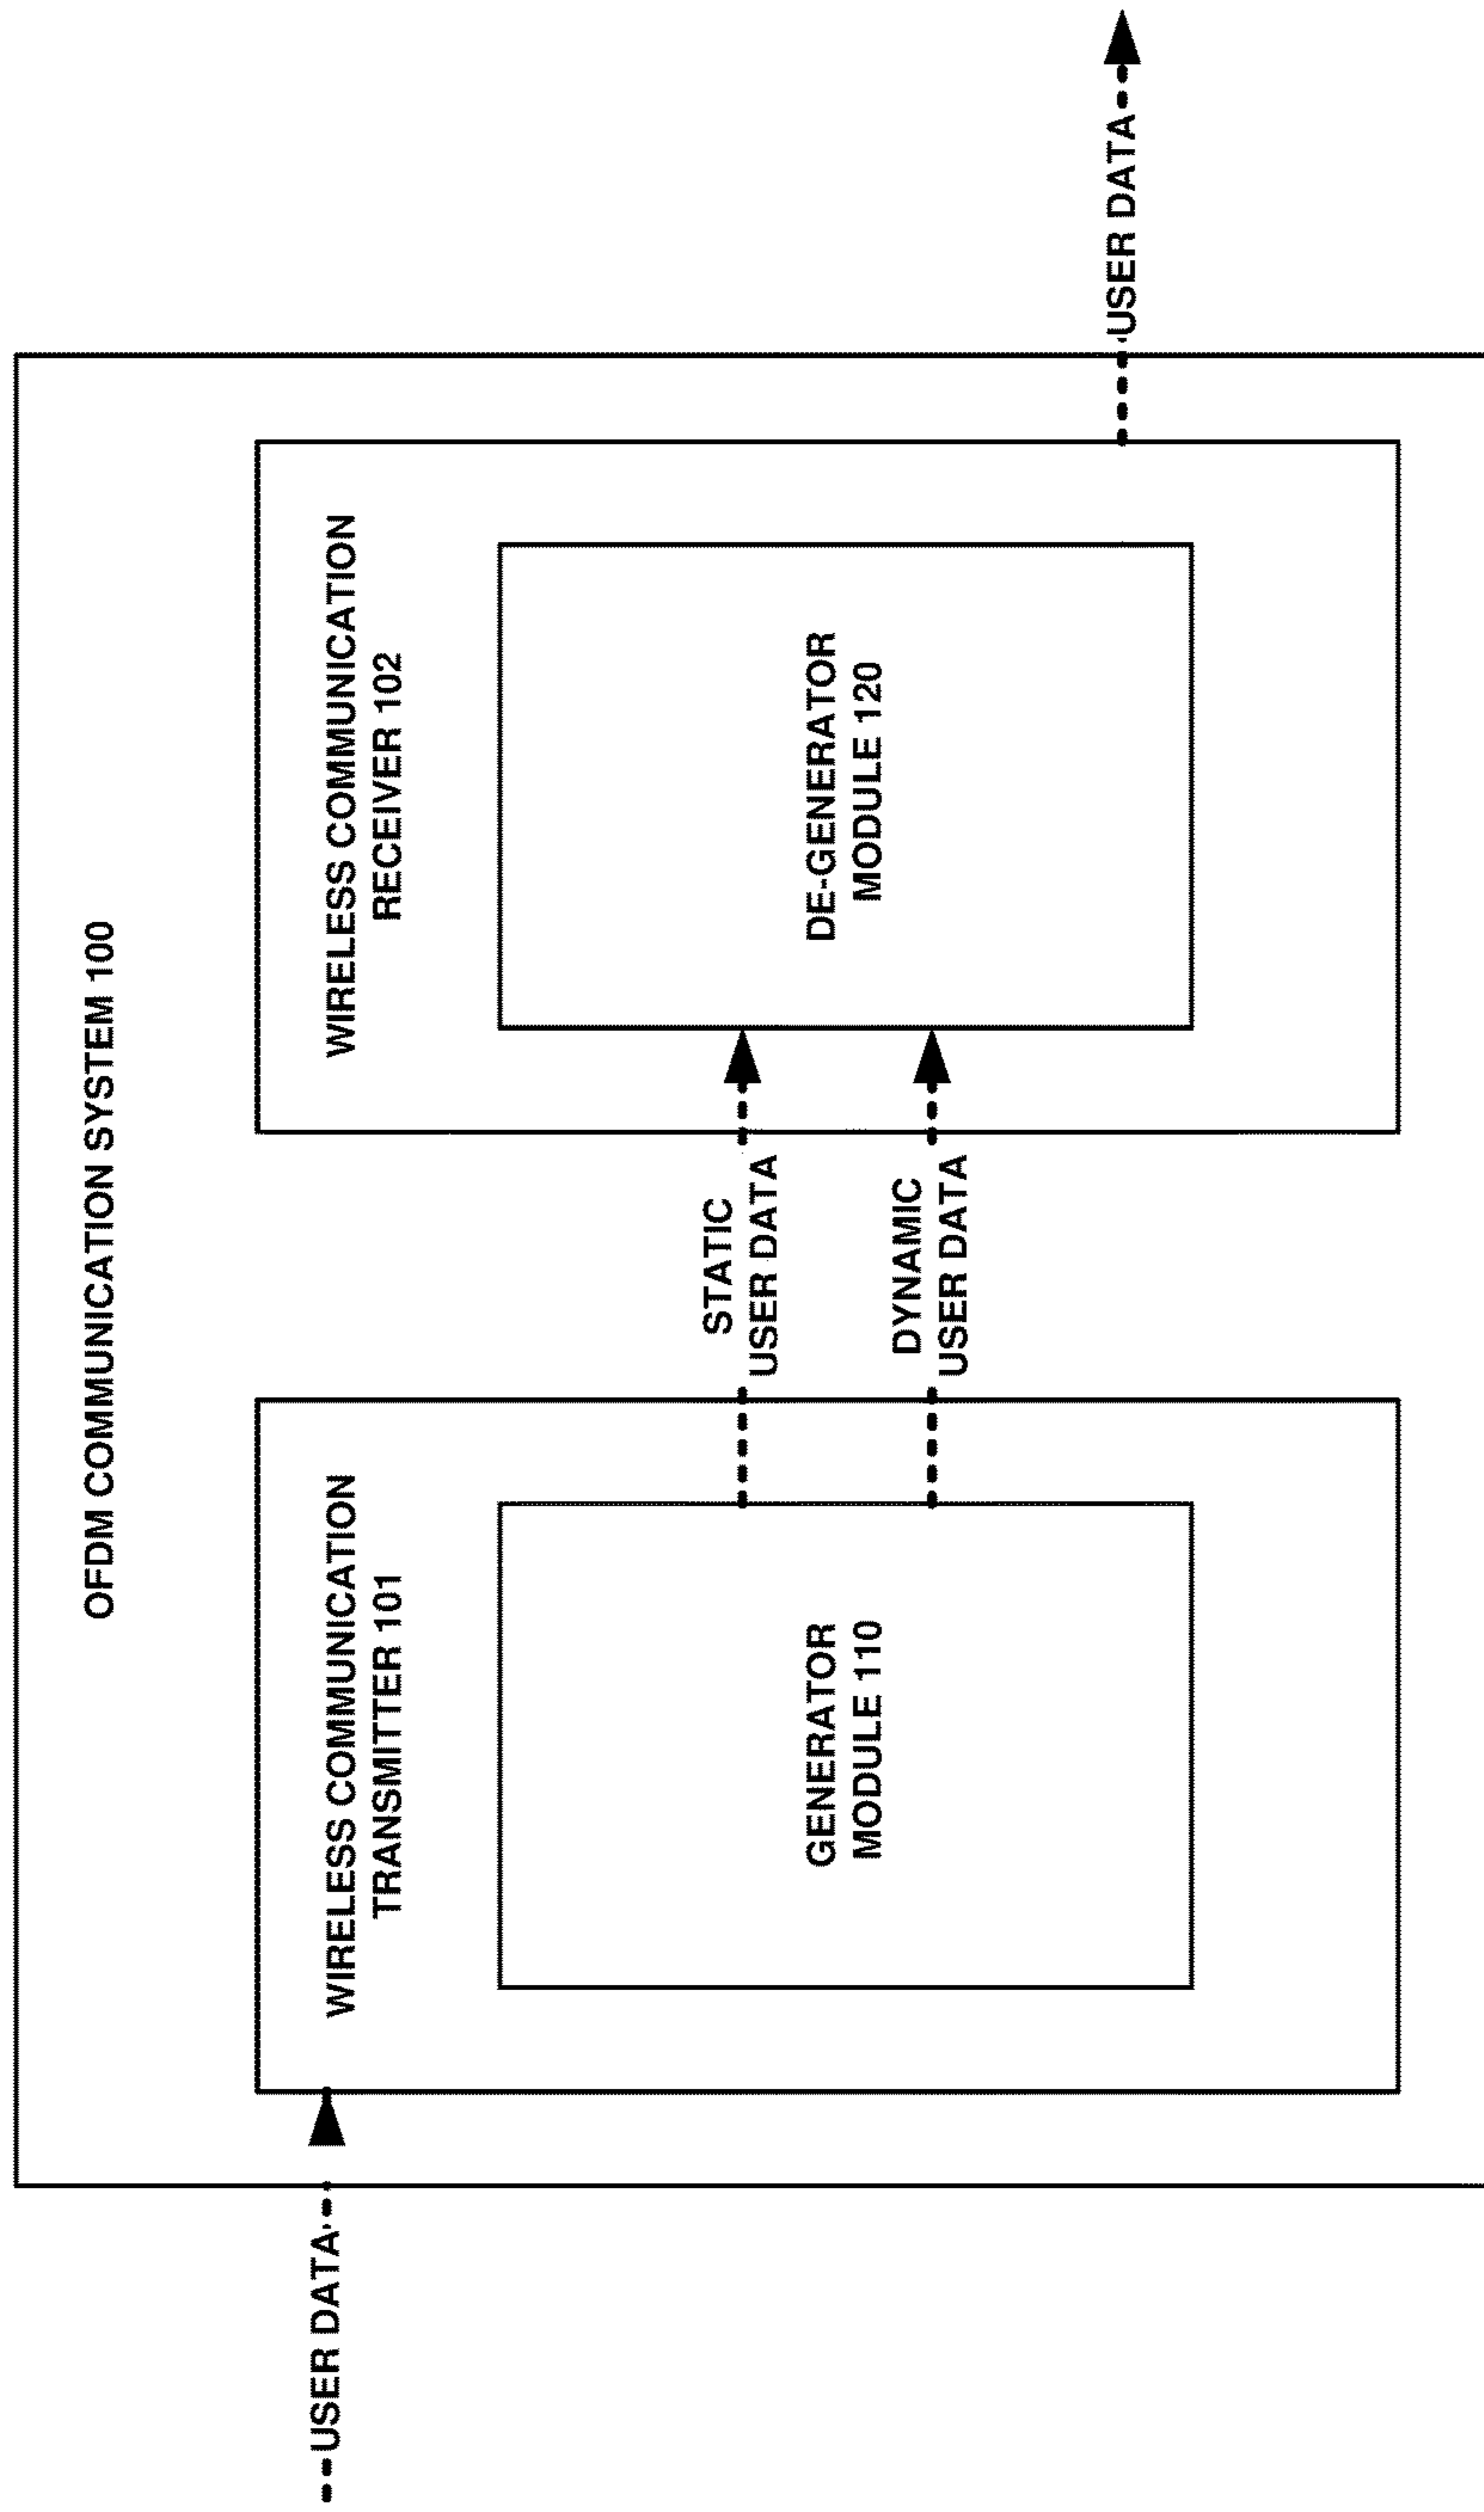 OFDM COMMUNICATION SYSTEM 100
USER DATA
WIRELESS COMMUNICATION
TRANSMITTER 101
GENERATOR
MODULE 110
STATIC
USER DATA
DYNAMIC
USER DATA
WIRELESS COMMUNICATION
RECEIVER 102
DE-GENERATOR
MODULE 120
USER DATA